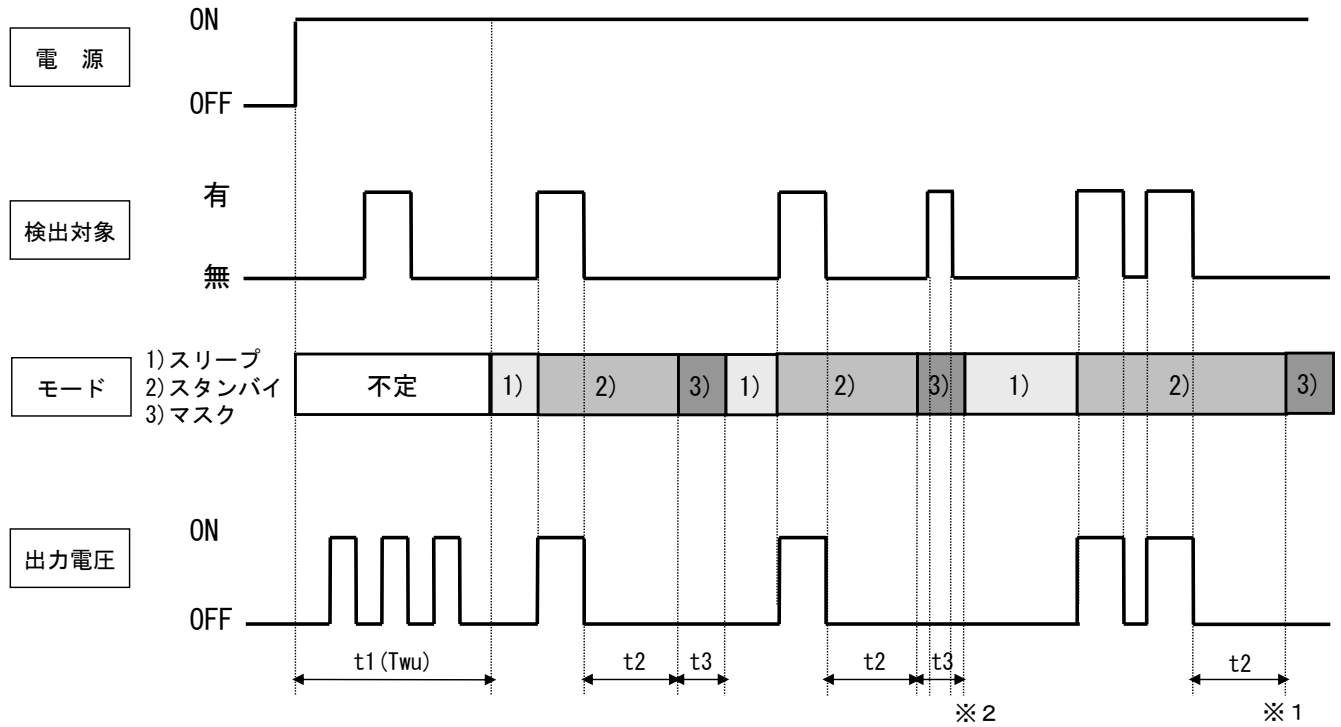 ON
電　源
OFF
有
検出対象
無
モード
1)スリープ
2)スタンバイ
3)マスク
不定
1)
2)
3)
1)
2)
3)
1)
2)
3)
ON
出力電圧
OFF
t1(Twu)
t2
t3
t2
t3
t2
※2
※1